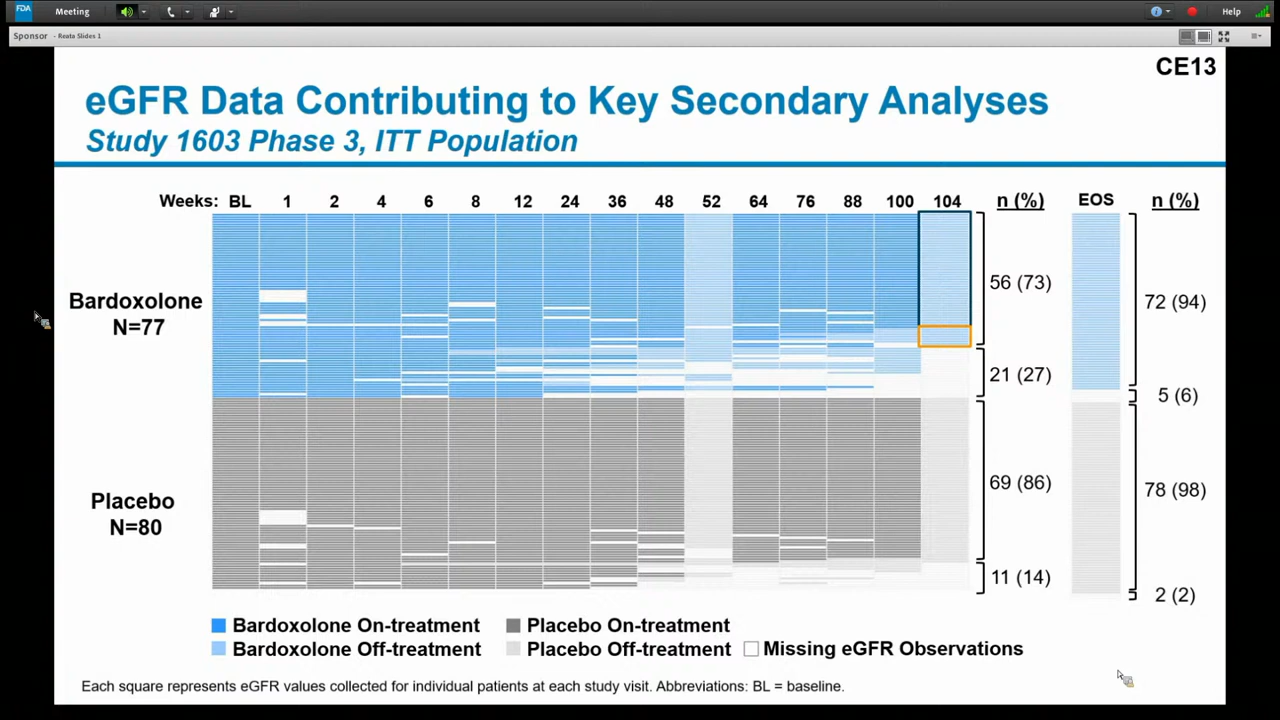 FDA
Meeting
Help
Sponsor - Reata Slides 1
CE13
eGFR Data Contributing to Key Secondary Analyses
Study 1603 Phase 3, ITT Population
Weeks: BL 1 2 4 6 8 12 24 36 48 52 64 76 88 100 104 n (%) EOS n (%)
Bardoxolone
N=77
56 (73)
72 (94)
21 (27)
5 (6)
Placebo
N=80
69 (86)
78 (98)
11 (14)
2 (2)
Bardoxolone On-treatment
Placebo On-treatment
Bardoxolone Off-treatment
Placebo Off-treatment
Missing eGFR Observations
Each square represents eGFR values collected for individual patients at each study visit. Abbreviations: BL = baseline.